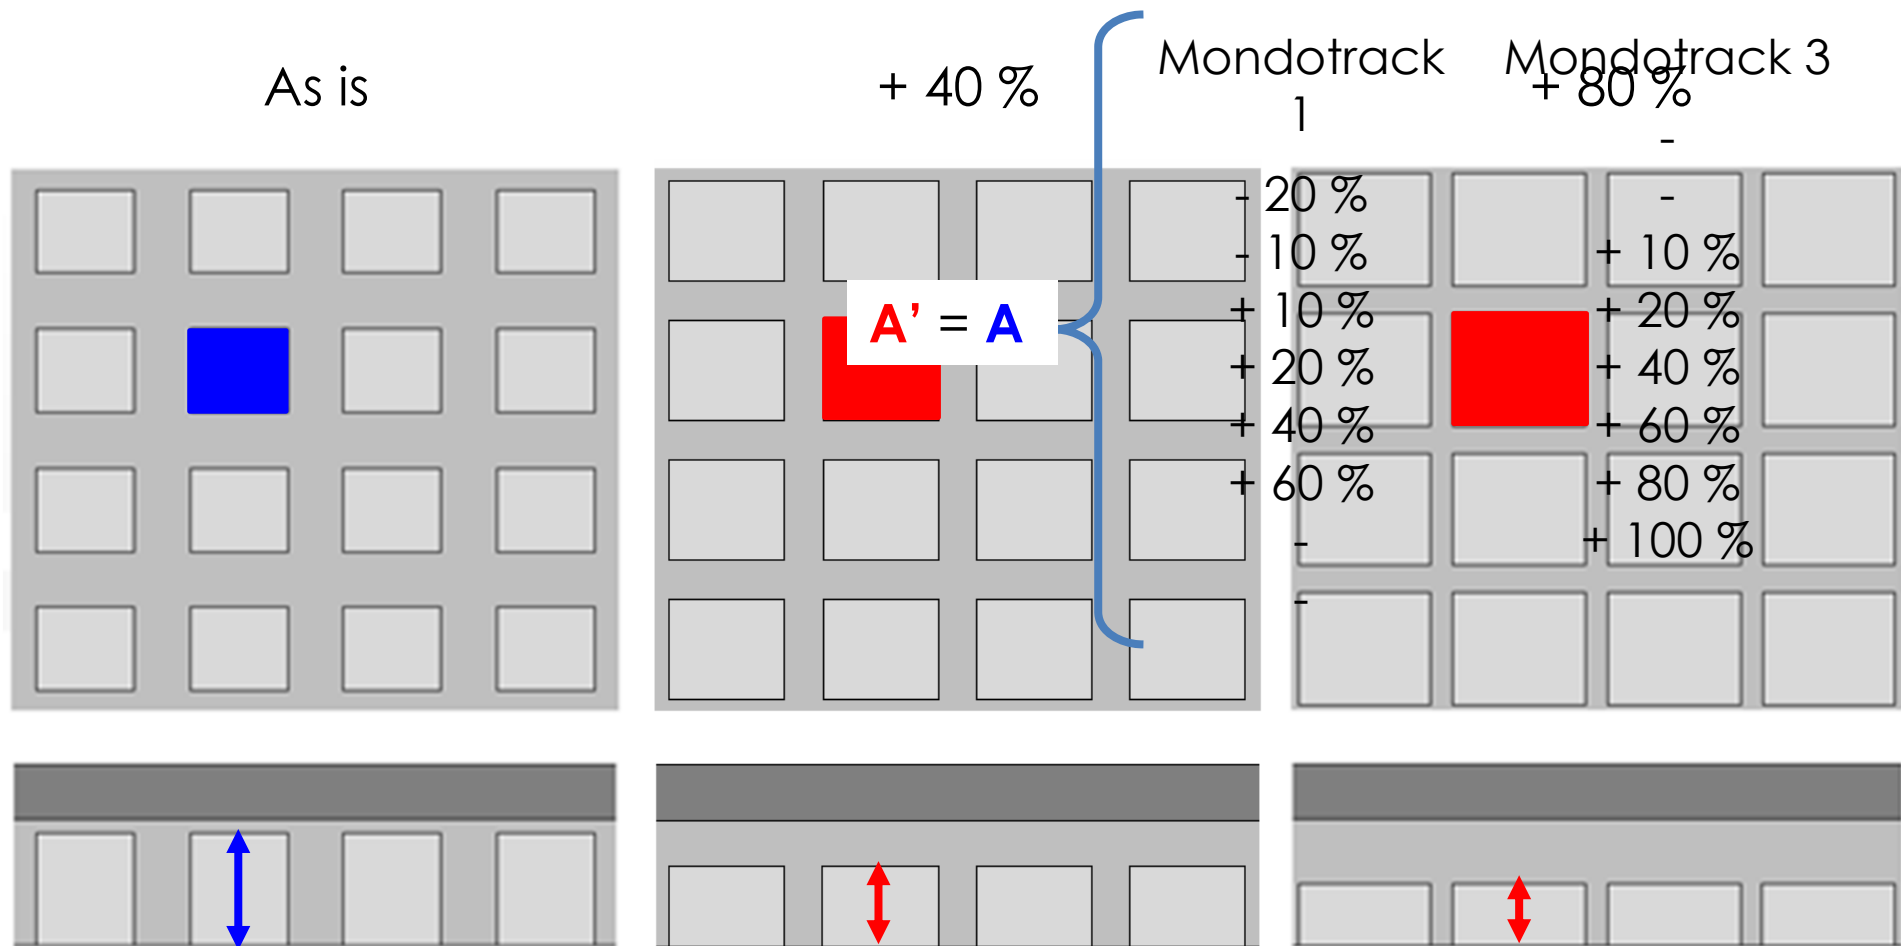 As is
+ 40 %
+ 80 %
A’ = A
Mondotrack
1
- 20 %
- 10 %
+ 10 %
+ 20 %
+ 40 %
+ 60 %
-
-
Mondotrack 3
-
-
+ 10 %
+ 20 %
+ 40 %
+ 60 %
+ 80 %
+ 100 %